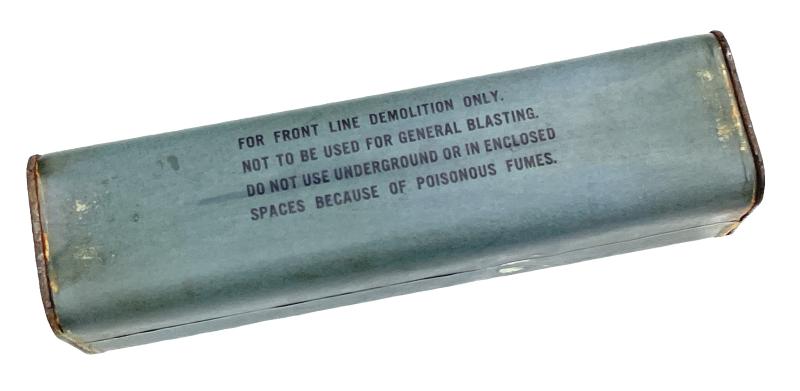 FOR FRONT LINE DEMOLITION ONLY.
NOT TO BE USED FOR GENERAL BLASTING.
DO NOT USE UNDERGROUND OR IN ENCLOSED
SPACES BECAUSE OF POISONOUS FUMES.